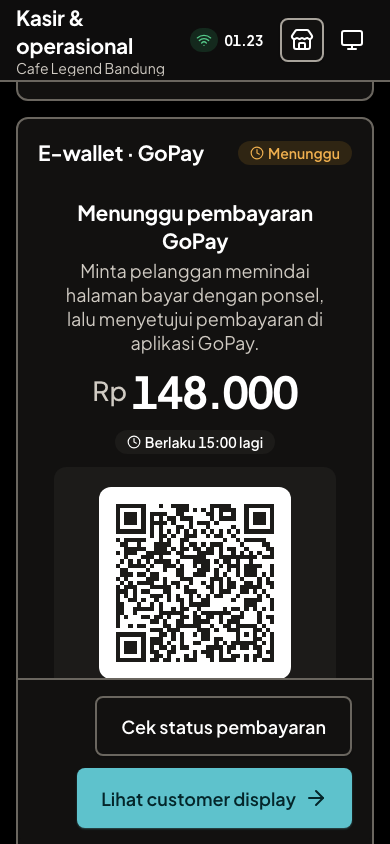 Kasir &
operasional
Cafe Legend Bandung
01.23
E-wallet · GoPay
Menunggu
Menunggu pembayaran
GoPay
Minta pelanggan memindai
halaman bayar dengan ponsel,
lalu menyetujui pembayaran di
aplikasi GoPay.
Rp 148.000
Berlaku 15:00 lagi
Cek status pembayaran
Lihat customer display